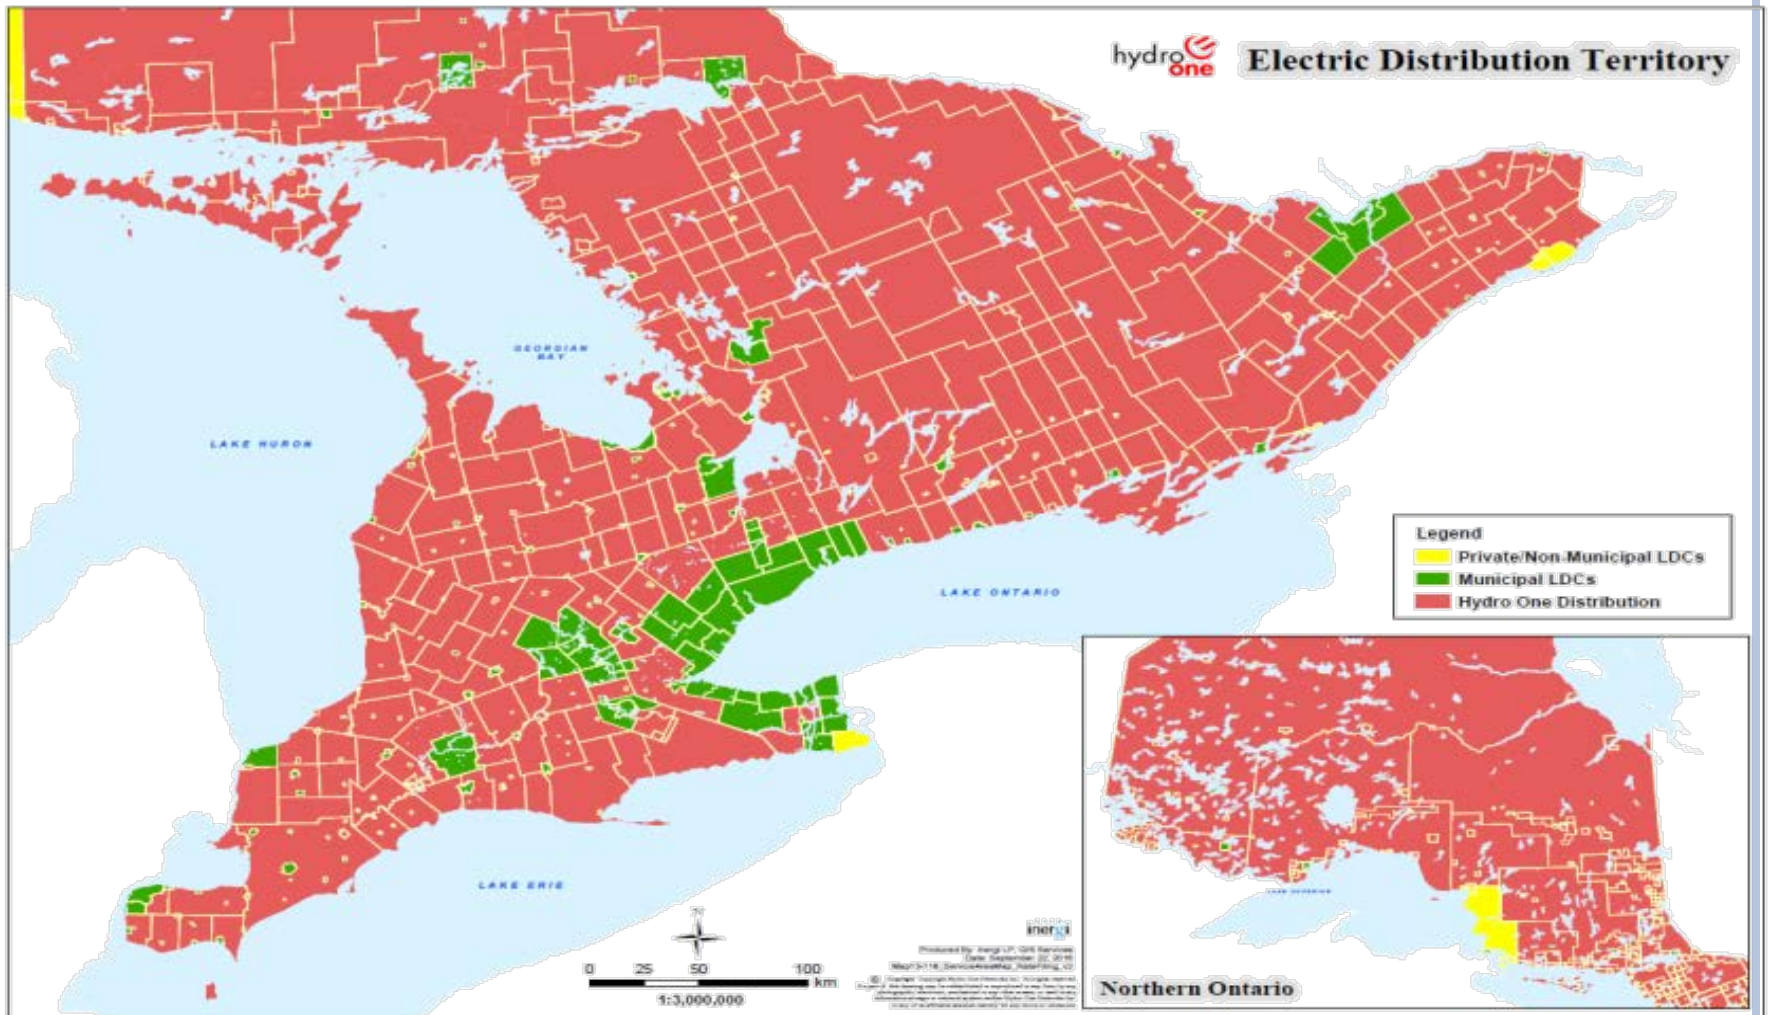 hydro
one
Electric Distribution Territory
GEORGIAN
BAY
LAKE HURON
Legend
Private/Non-Municipal LDCs
Municipal LDCs
Hydro One Distribution
LAKE ONTARIO
LAKE ERIE
N
0 25 50 100
km
1:3,000,000
inergi
Produced By: Inergi LP, GIS Services
LAKE SUPERIOR
Northern Ontario